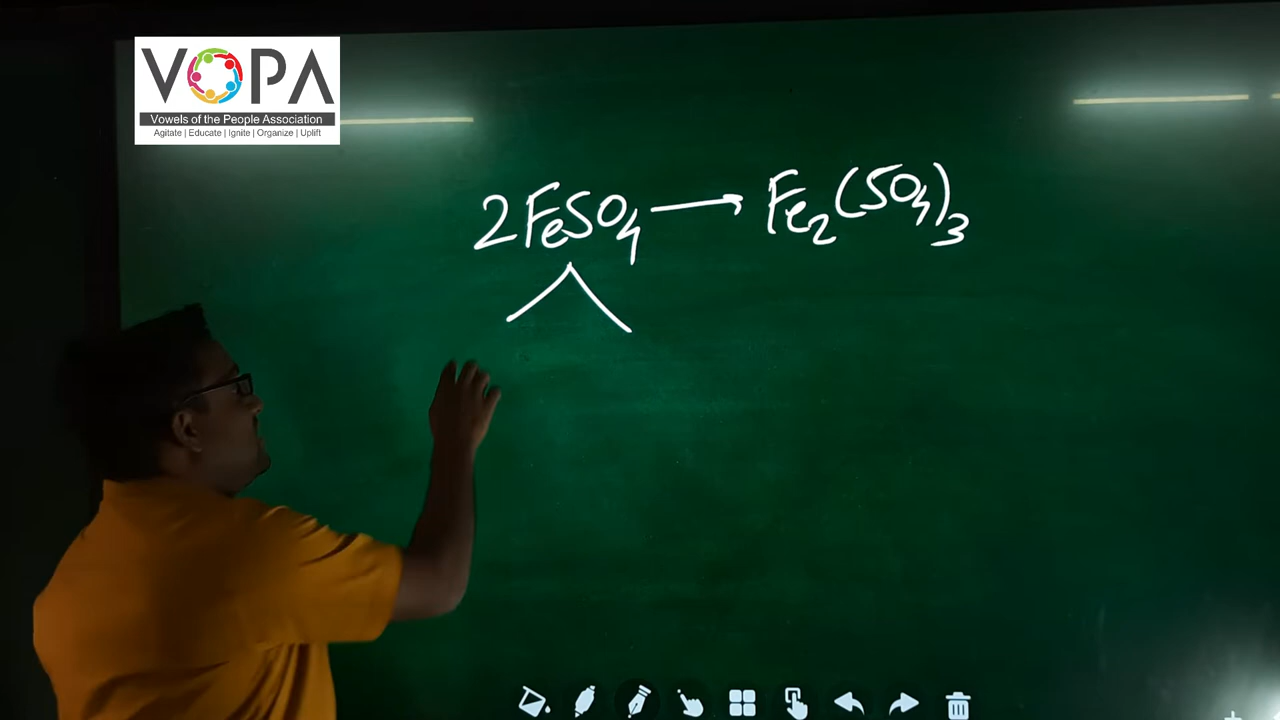 VOPA
Vowels of the People Association
Agitate | Educate | Ignite | Organize | Uplift
2FeSO₄ → Fe₂(SO₄)₃